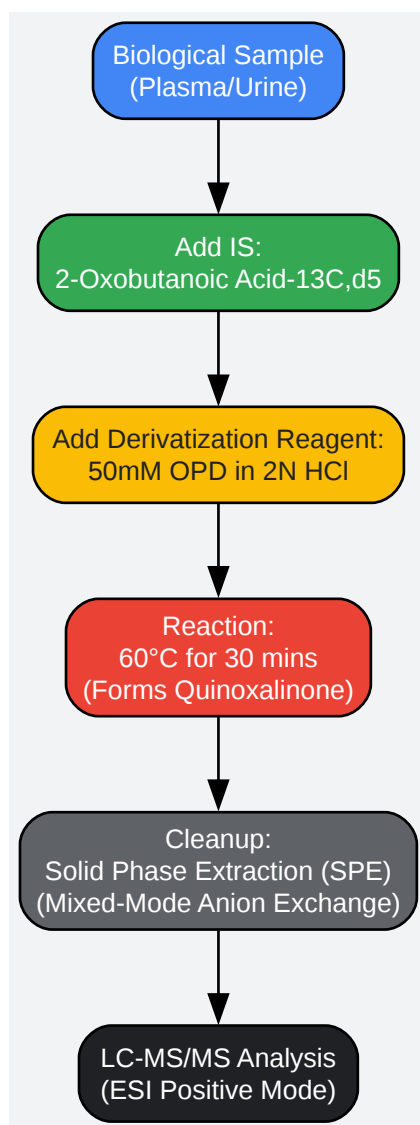 Biological Sample
(Plasma/Urine)
Add IS:
2-Oxobutanoic Acid-13C,d5
Add Derivatization Reagent:
50mM OPD in 2N HCl
Reaction:
60°C for 30 mins
(Forms Quinoxalinone)
Cleanup:
Solid Phase Extraction (SPE)
(Mixed-Mode Anion Exchange)
LC-MS/MS Analysis
(ESI Positive Mode)